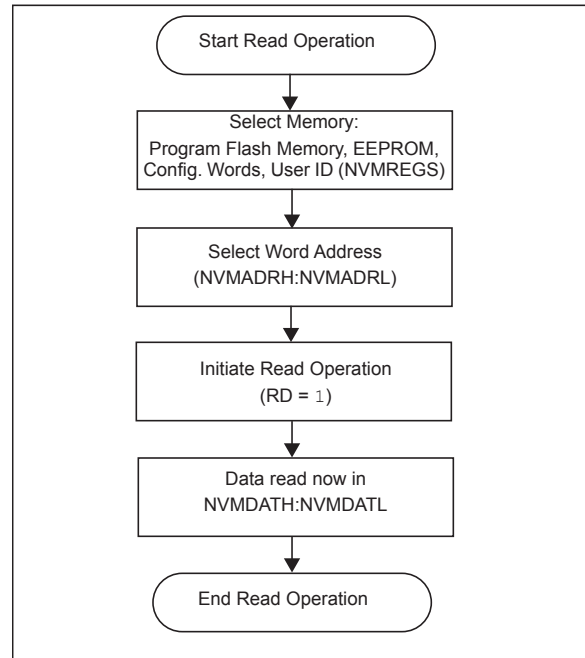 Start Read Operation
Select Memory:
Program Flash Memory, EEPROM,
Config. Words, User ID (NVMREGS)
Select Word Address
(NVMADRH:NVMADRL)
Initiate Read Operation
(RD = 1)
Data read now in
NVMDATH:NVMDATL
End Read Operation